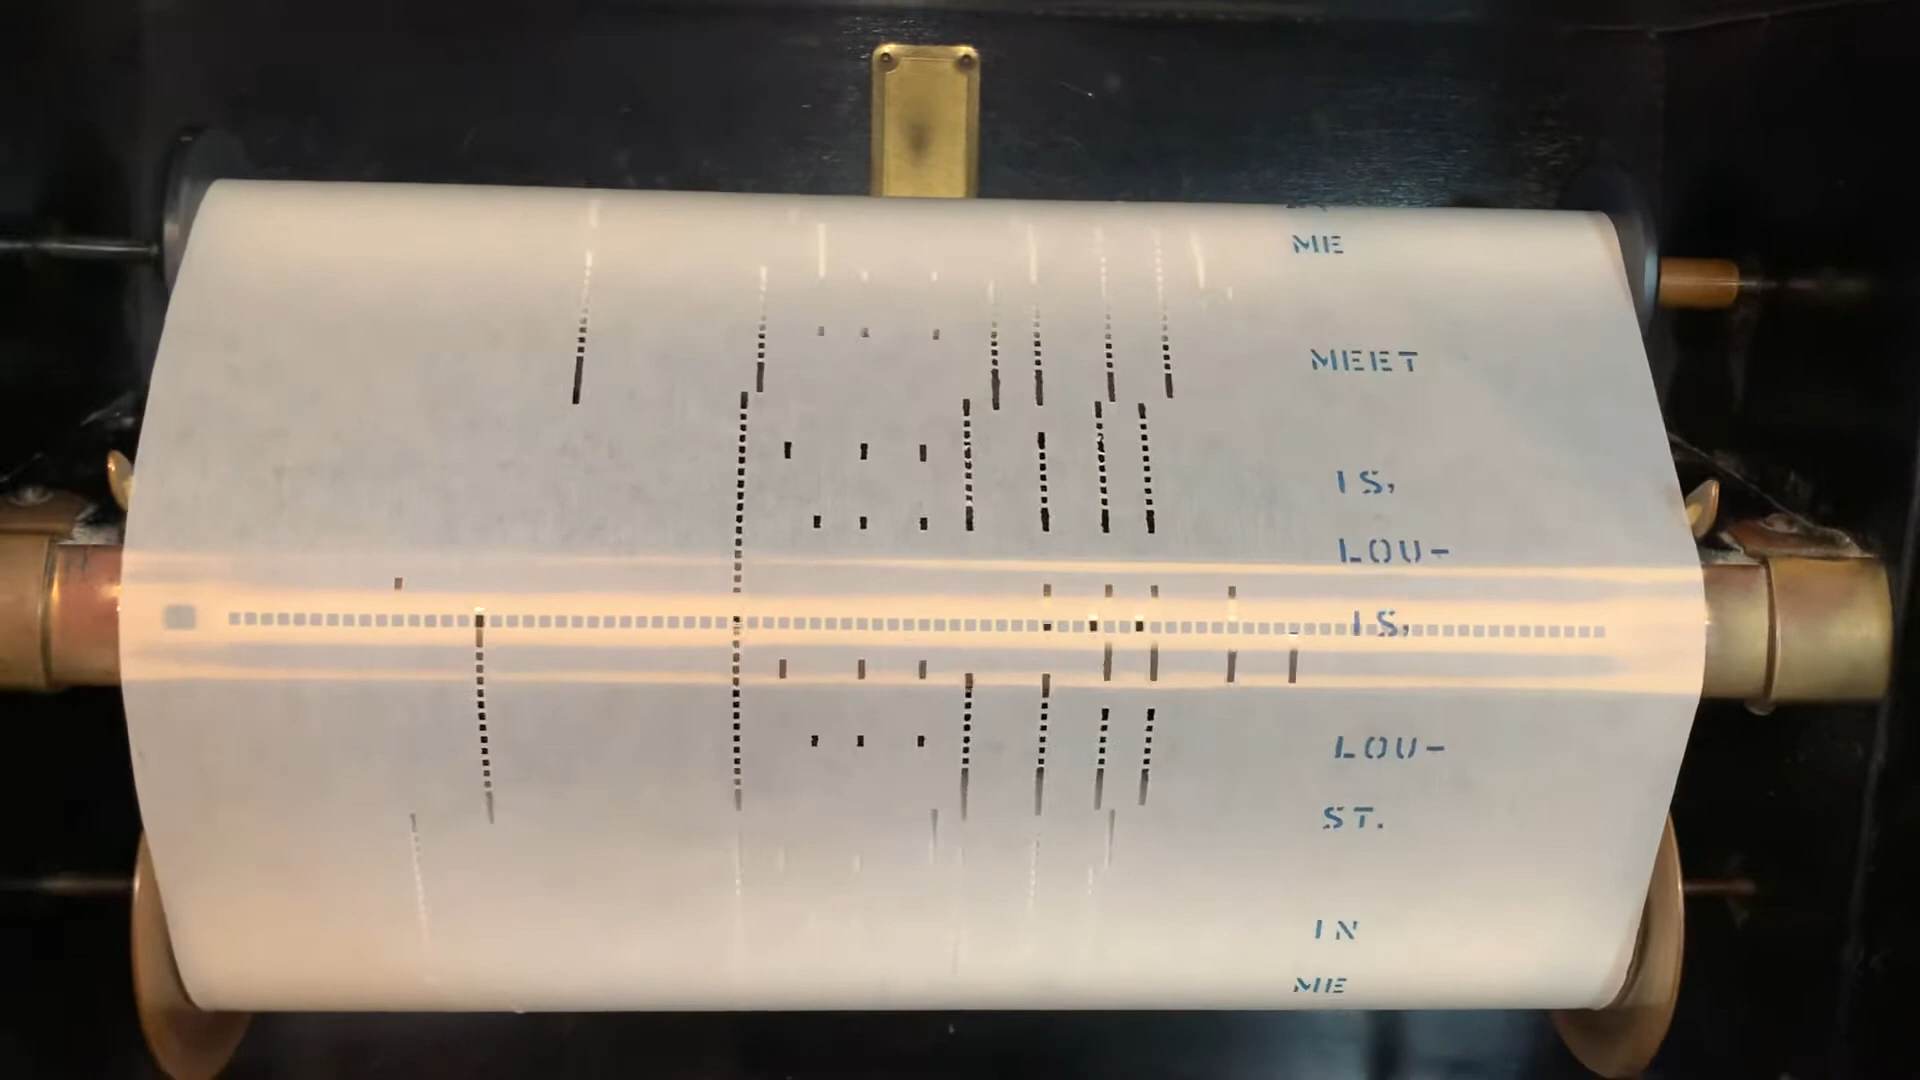 ME
MEET
IS,
LOU-
IS,
LOU-
ST.
IN
ME